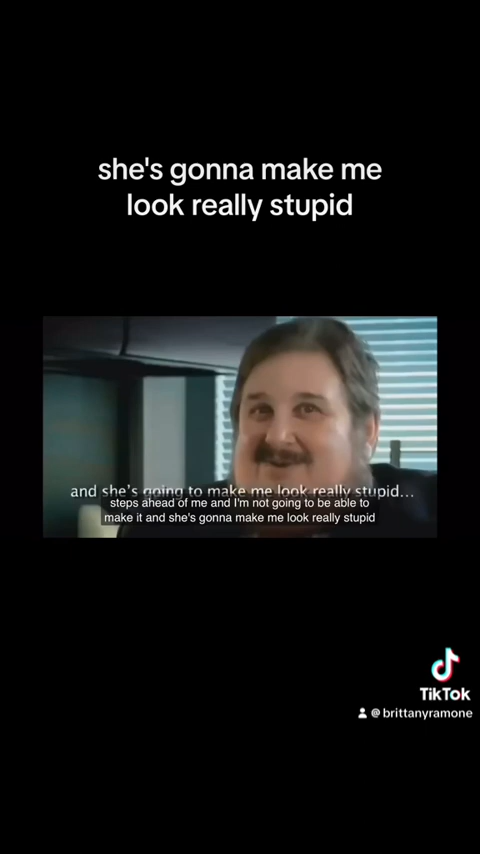 she's gonna make me
look really stupid
and she's going to make me look really stupid...
steps ahead of me and I'm not going to be able to
make it and she's gonna make me look really stupid
TikTok
@brittanyramone